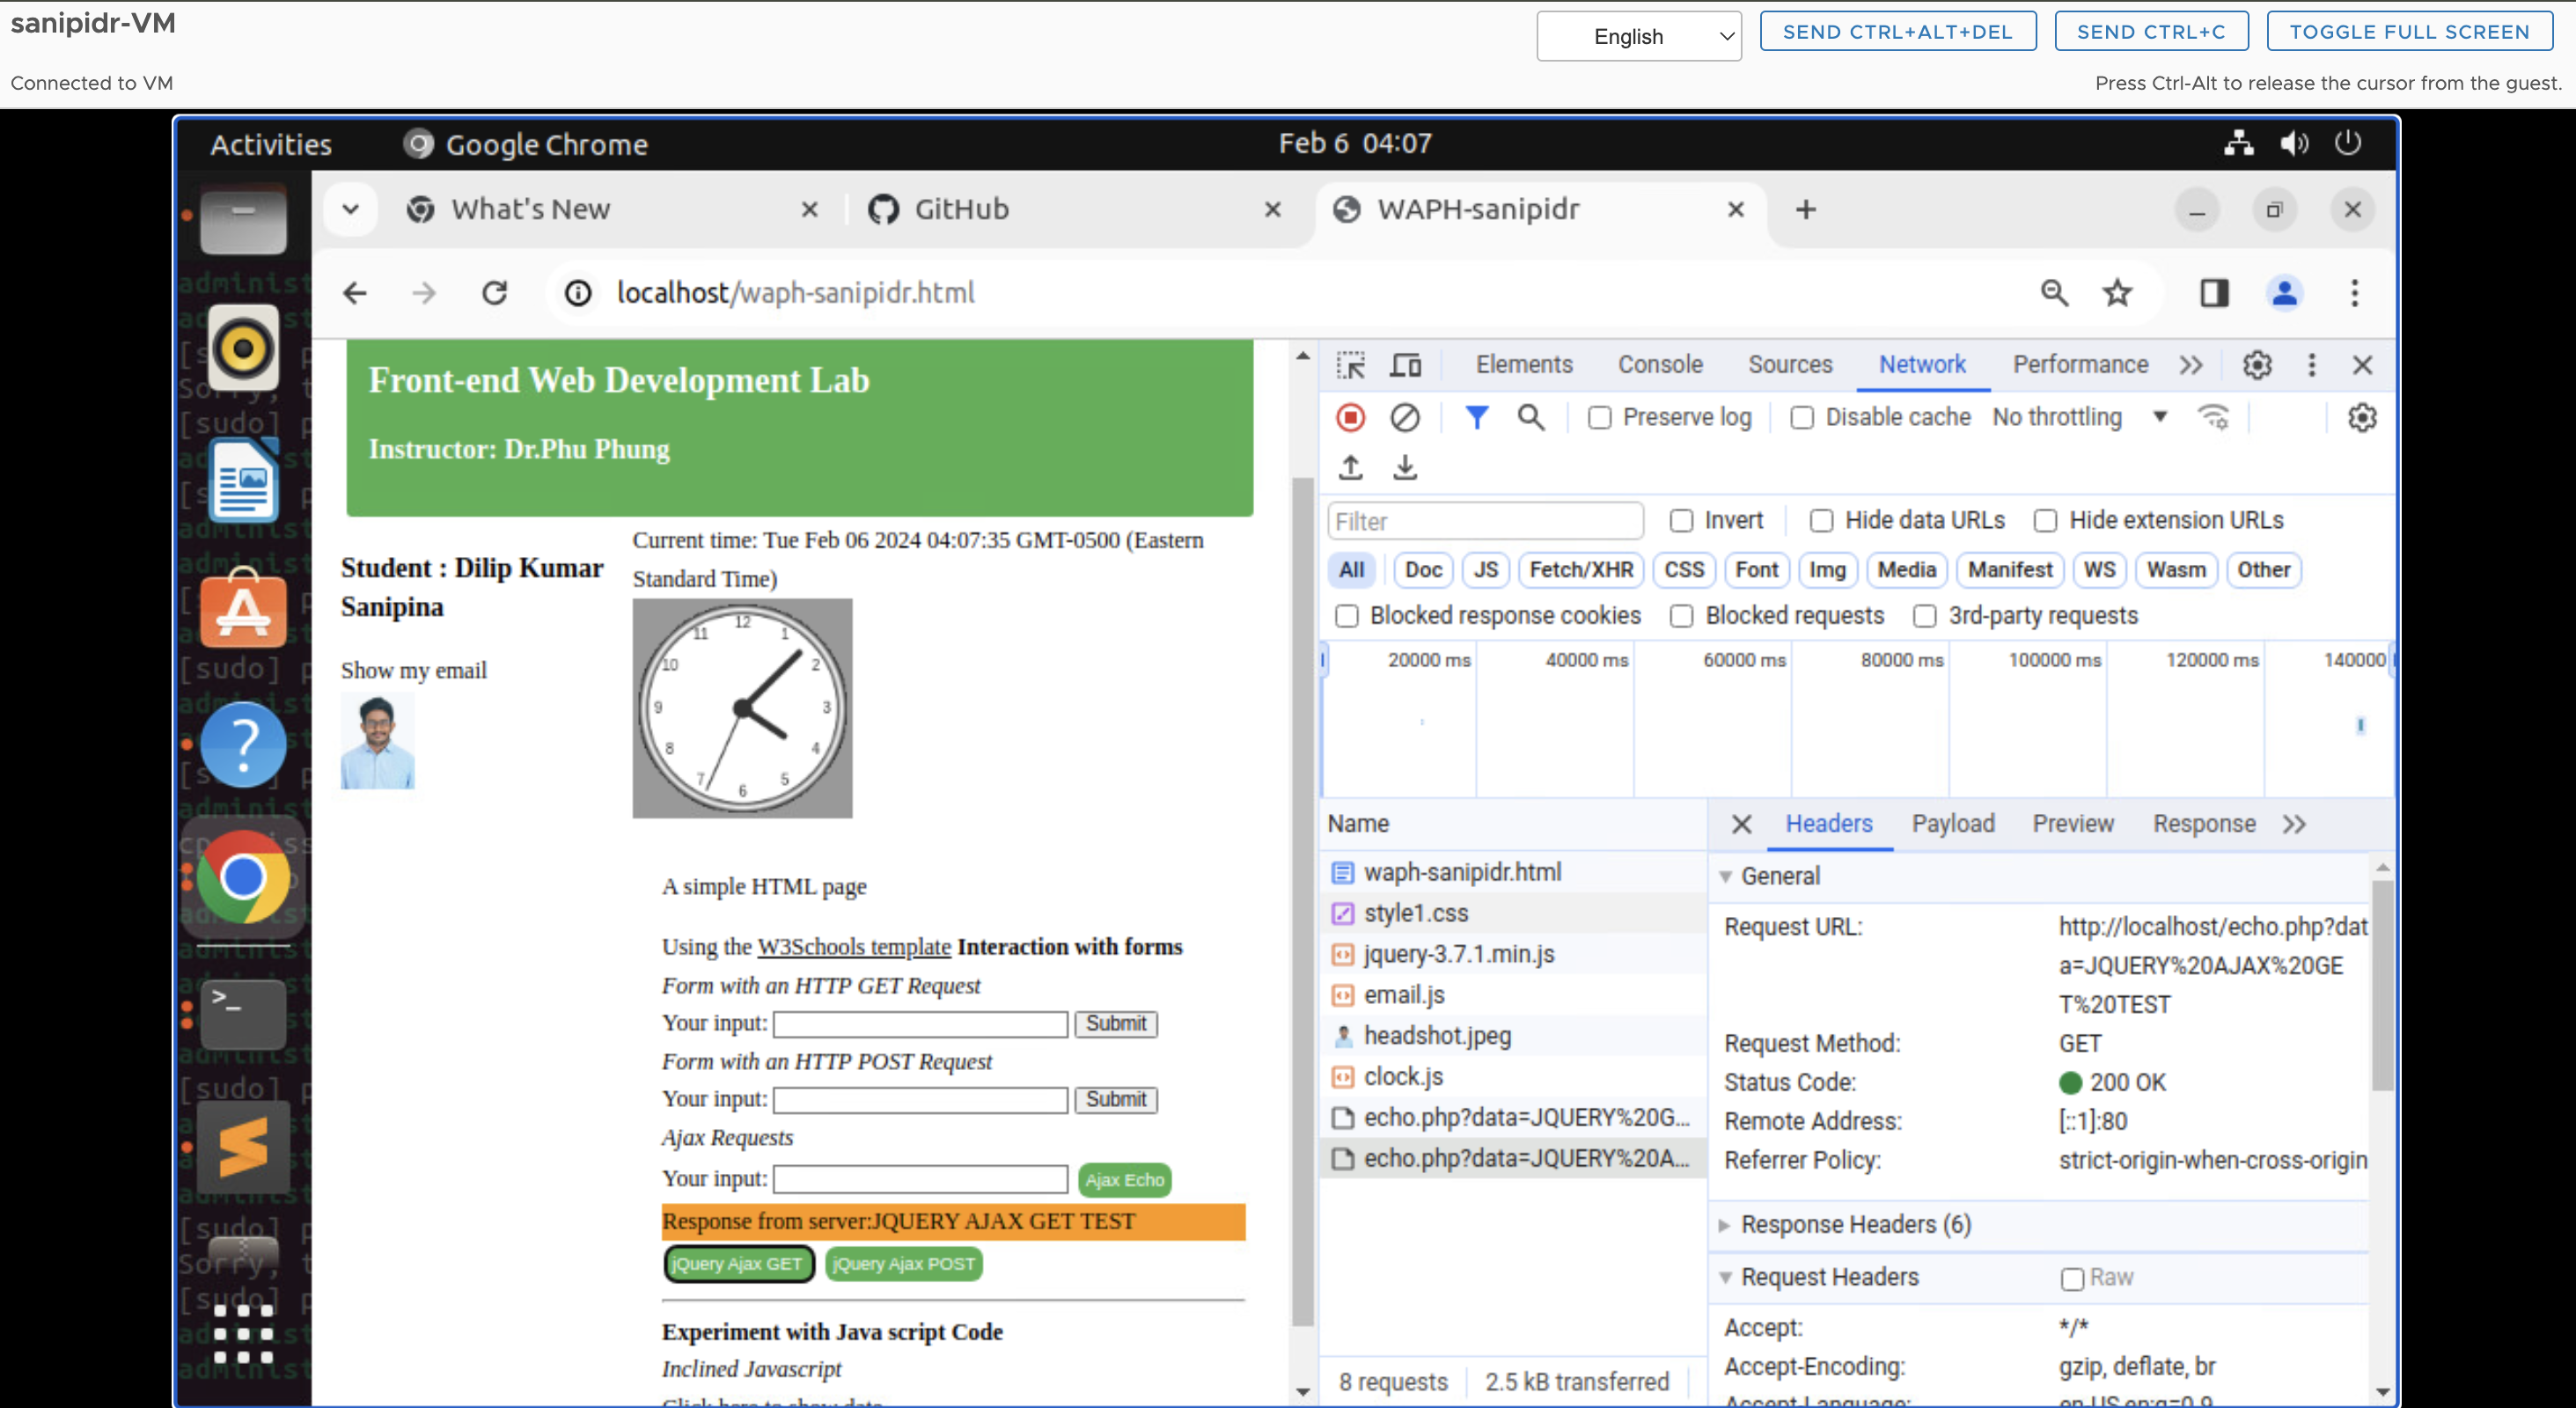 sanipidr-VM
English
SEND CTRL+ALT+DEL
SEND CTRL+C
TOGGLE FULL SCREEN
Connected to VM
Press Ctrl-Alt to release the cursor from the guest.
Activities
Google Chrome
Feb 6 04:07
What's New
GitHub
WAPH-sanipidr
localhost/waph-sanipidr.html
Front-end Web Development Lab
Instructor: Dr.Phu Phung
Student : Dilip Kumar
Sanipina
Show my email
Current time: Tue Feb 06 2024 04:07:35 GMT-0500 (Eastern
Standard Time)
12
1
2
3
4
5
6
7
8
9
10
11
A simple HTML page
Using the W3Schools template Interaction with forms
Form with an HTTP GET Request
Your input: Submit
Form with an HTTP POST Request
Your input: Submit
Ajax Requests
Your input: Ajax Echo
Response from server:JQUERY AJAX GET TEST
jQuery Ajax GET jQuery Ajax POST
Experiment with Java script Code
Inclined Javascript
Click here to show date
Elements Console Sources Network Performance
Preserve log Disable cache No throttling
Filter
Invert Hide data URLs Hide extension URLs
All Doc JS Fetch/XHR CSS Font Img Media Manifest WS Wasm Other
Blocked response cookies Blocked requests 3rd-party requests
20000 ms 40000 ms 60000 ms 80000 ms 100000 ms 120000 ms 140000
Name
waph-sanipidr.html
style1.css
jquery-3.7.1.min.js
email.js
headshot.jpeg
clock.js
echo.php?data=JQUERY%20G...
echo.php?data=JQUERY%20A...
8 requests 2.5 kB transferred
Headers Payload Preview Response
General
Request URL: http://localhost/echo.php?dat
a=JQUERY%20AJAX%20GE
T%20TEST
Request Method: GET
Status Code: 200 OK
Remote Address: [::1]:80
Referrer Policy: strict-origin-when-cross-origin
Response Headers (6)
Request Headers Raw
Accept: */*
Accept-Encoding: gzip, deflate, br
Accept-Language: en-US,en;q=0.9